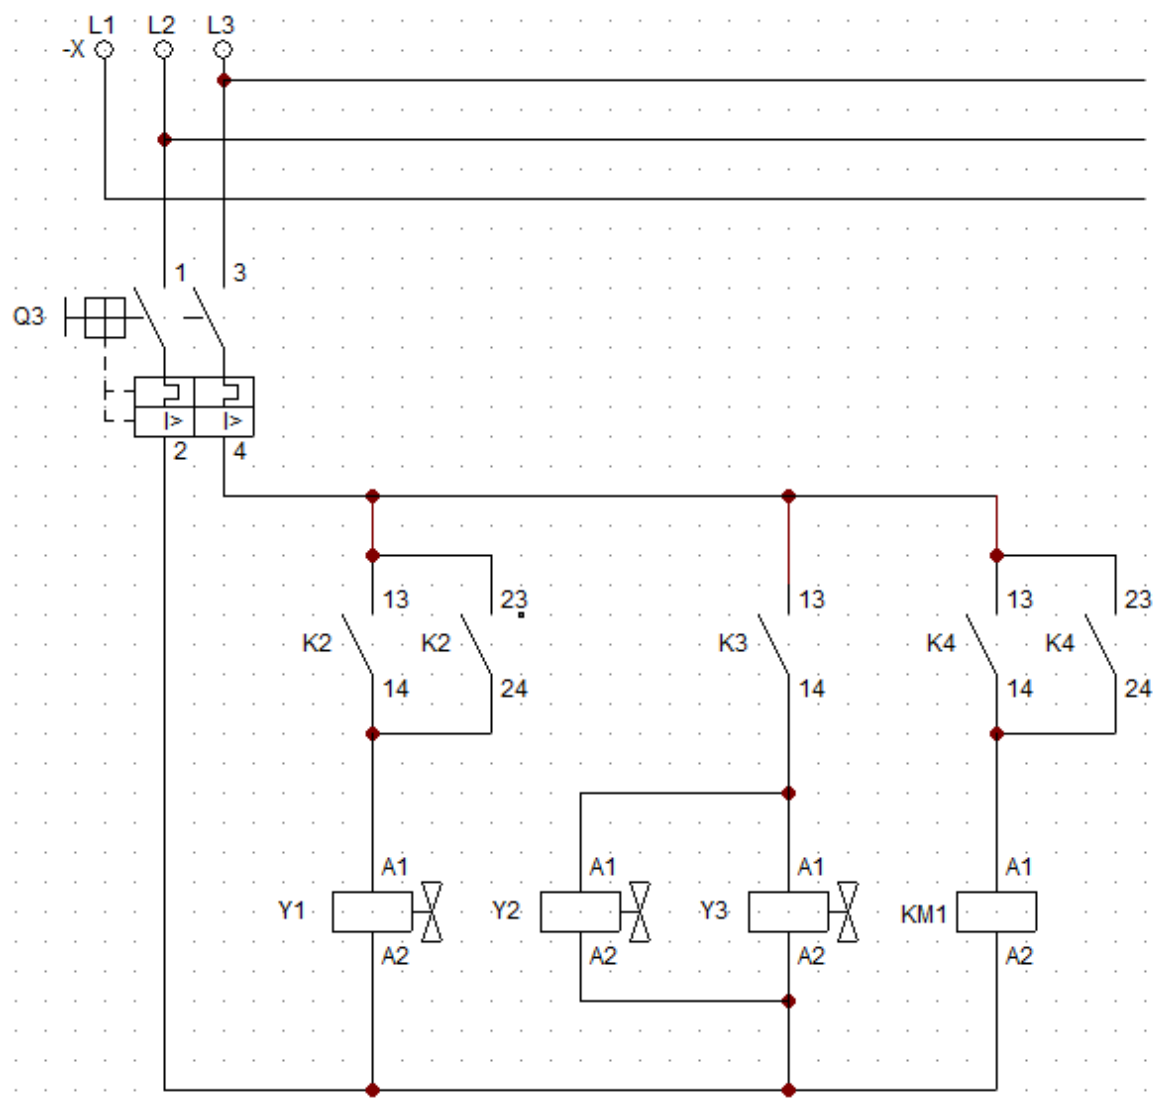 L1 L2 L3
-X
1 3
Q3
I> I>
2 4
13 23 13 13 23
K2 K2 K3 K4 K4
14 24 14 14 24
A1 A1 A1 A1
Y1 Y2 Y3 KM1
A2 A2 A2 A2